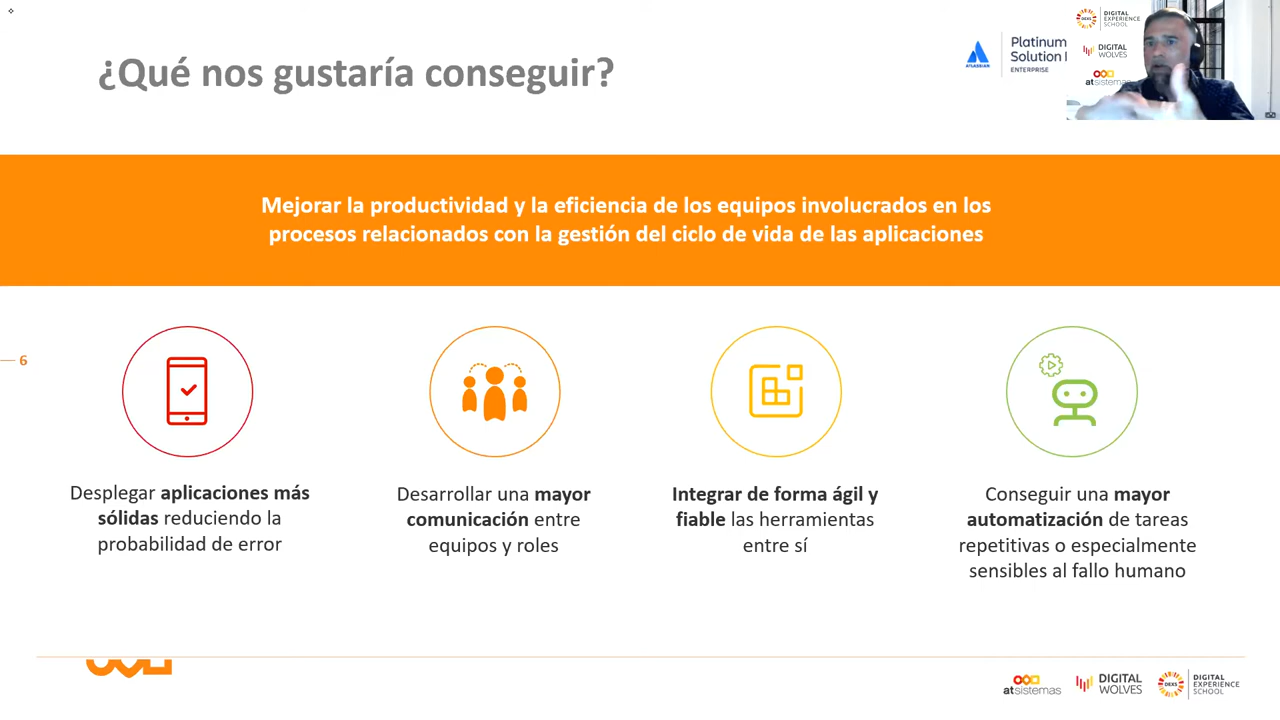 ¿Qué nos gustaría conseguir?
ATLASSIAN
Platinum
Solution
ENTERPRISE
DEXS
DIGITAL
EXPERIENCE
SCHOOL
DIGITAL
WOLVES
atsistemas
Mejorar la productividad y la eficiencia de los equipos involucrados en los
procesos relacionados con la gestión del ciclo de vida de las aplicaciones
6
Desplegar aplicaciones más
sólidas reduciendo la
probabilidad de error
Desarrollar una mayor
comunicación entre
equipos y roles
Integrar de forma ágil y
fiable las herramientas
entre sí
Conseguir una mayor
automatización de tareas
repetitivas o especialmente
sensibles al fallo humano
atsistemas
DIGITAL
WOLVES
DEXS
DIGITAL
EXPERIENCE
SCHOOL